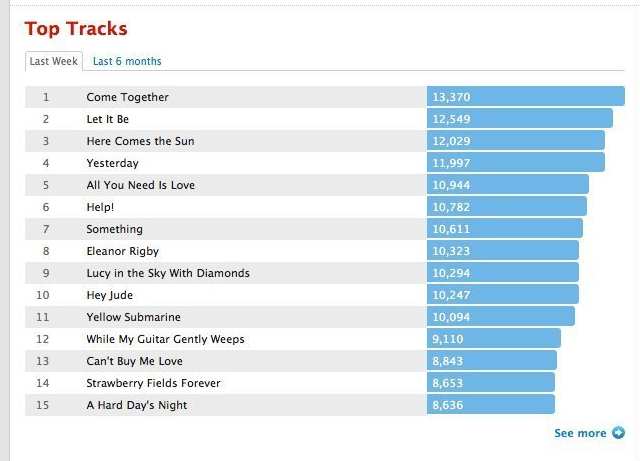 Top Tracks
Last Week Last 6 months
1 Come Together 13,370
2 Let It Be 12,549
3 Here Comes the Sun 12,029
4 Yesterday 11,997
5 All You Need Is Love 10,944
6 Help! 10,782
7 Something 10,611
8 Eleanor Rigby 10,323
9 Lucy in the Sky With Diamonds 10,294
10 Hey Jude 10,247
11 Yellow Submarine 10,094
12 While My Guitar Gently Weeps 9,110
13 Can't Buy Me Love 8,843
14 Strawberry Fields Forever 8,653
15 A Hard Day's Night 8,636
See more